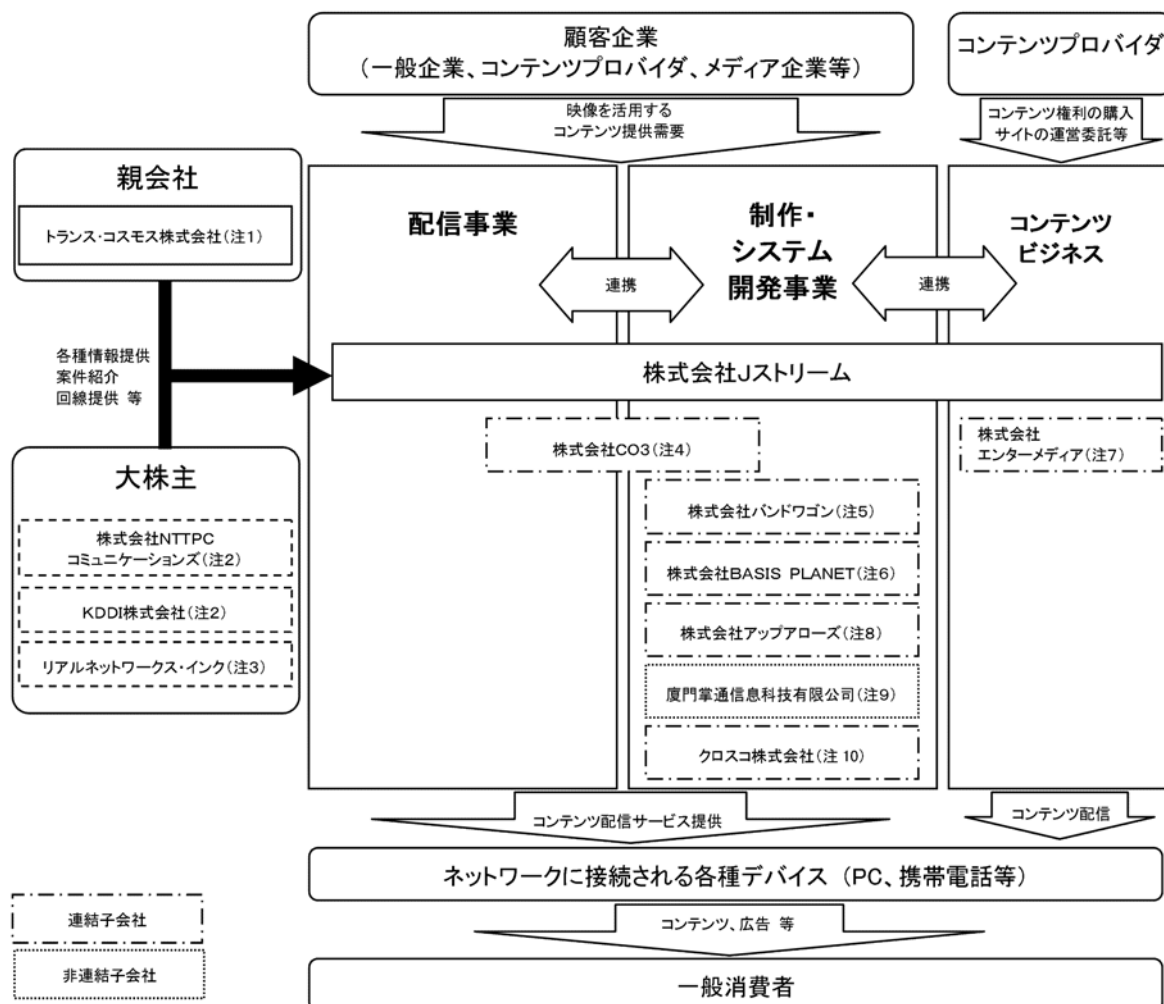 顧客企業
(一般企業、コンテンツプロバイダ、メディア企業等)
コンテンツプロバイダ
映像を活用する
コンテンツ提供需要
コンテンツ権利の購入
サイトの運営委託等
親会社
トランス・コスモス株式会社(注1)
配信事業
制作・
システム
開発事業
コンテンツ
ビジネス
連携
連携
各種情報提供
案件紹介
回線提供 等
株式会社Jストリーム
大株主
株式会社NTTPC
コミュニケーションズ(注2)
KDDI株式会社(注2)
リアルネットワークス・インク(注3)
株式会社CO3(注4)
株式会社
エンターメディア(注7)
株式会社バンドワゴン(注5)
株式会社BASIS PLANET(注6)
株式会社アップアローズ(注8)
廈門掌通信息科技有限公司(注9)
クロスコ株式会社(注 10)
コンテンツ配信サービス提供
コンテンツ配信
ネットワークに接続される各種デバイス (PC、携帯電話等)
コンテンツ、広告 等
一般消費者
連結子会社
非連結子会社